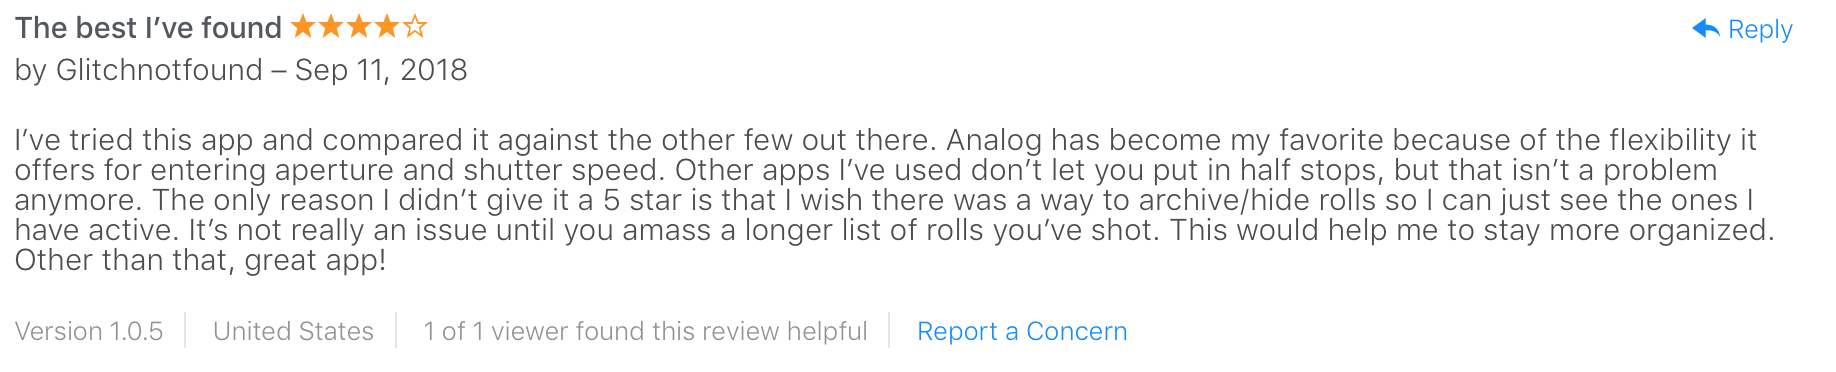 The best I’ve found ★★★★☆
Reply
by Glitchnotfound – Sep 11, 2018
I’ve tried this app and compared it against the other few out there. Analog has become my favorite because of the flexibility it
offers for entering aperture and shutter speed. Other apps I’ve used don’t let you put in half stops, but that isn’t a problem
anymore. The only reason I didn’t give it a 5 star is that I wish there was a way to archive/hide rolls so I can just see the ones I
have active. It’s not really an issue until you amass a longer list of rolls you’ve shot. This would help me to stay more organized.
Other than that, great app!
Version 1.0.5 United States 1 of 1 viewer found this review helpful Report a Concern